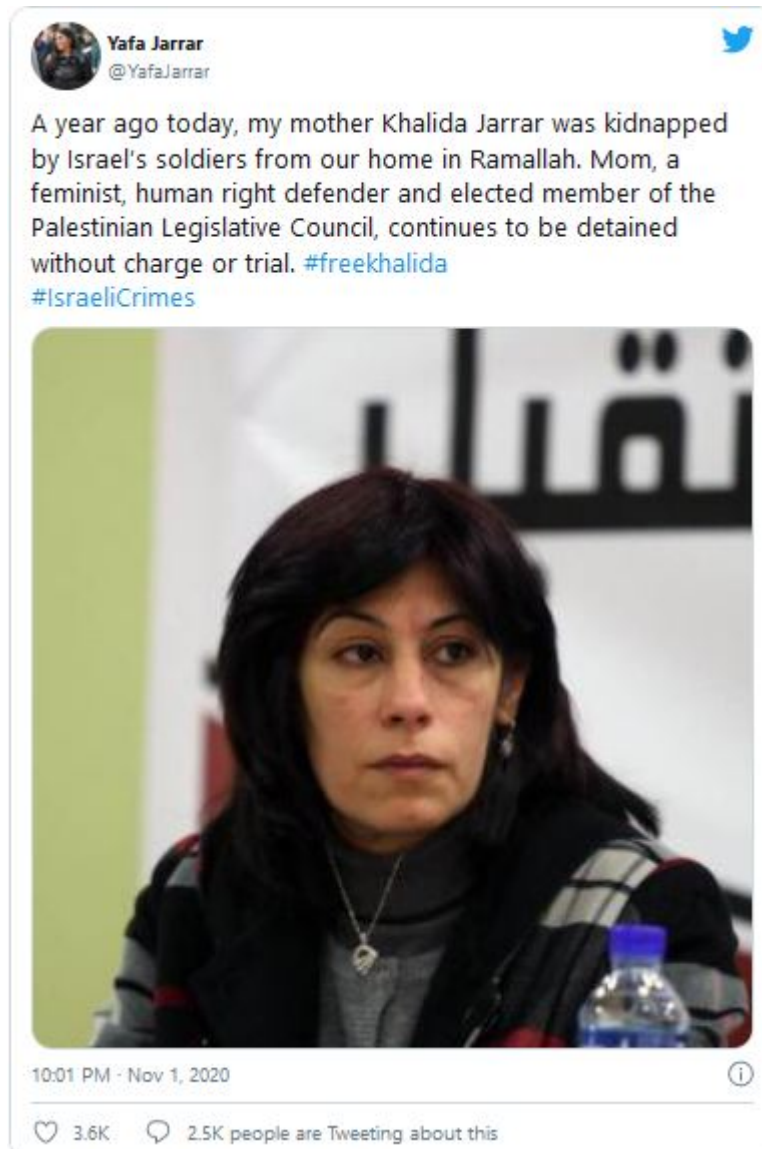 Yafa Jarrar
@YafaJarrar
A year ago today, my mother Khalida Jarrar was kidnapped
by Israel's soldiers from our home in Ramallah. Mom, a
feminist, human right defender and elected member of the
Palestinian Legislative Council, continues to be detained
without charge or trial. #freekhalida
#IsraeliCrimes
10:01 PM · Nov 1, 2020
3.6K 2.5K people are Tweeting about this